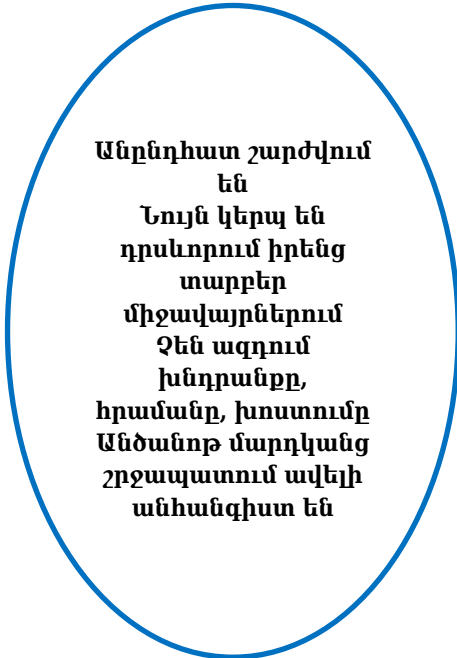 Անընդհատ շարժվում
են
Նույն կերպ են
դրսևորում իրենց
տարբեր
միջավայրներում
Չեն ազդում
խնդրանքը,
հրամանը, խոստումը
Անծանոթ մարդկանց
շրջապատում ավելի
անհանգիստ են